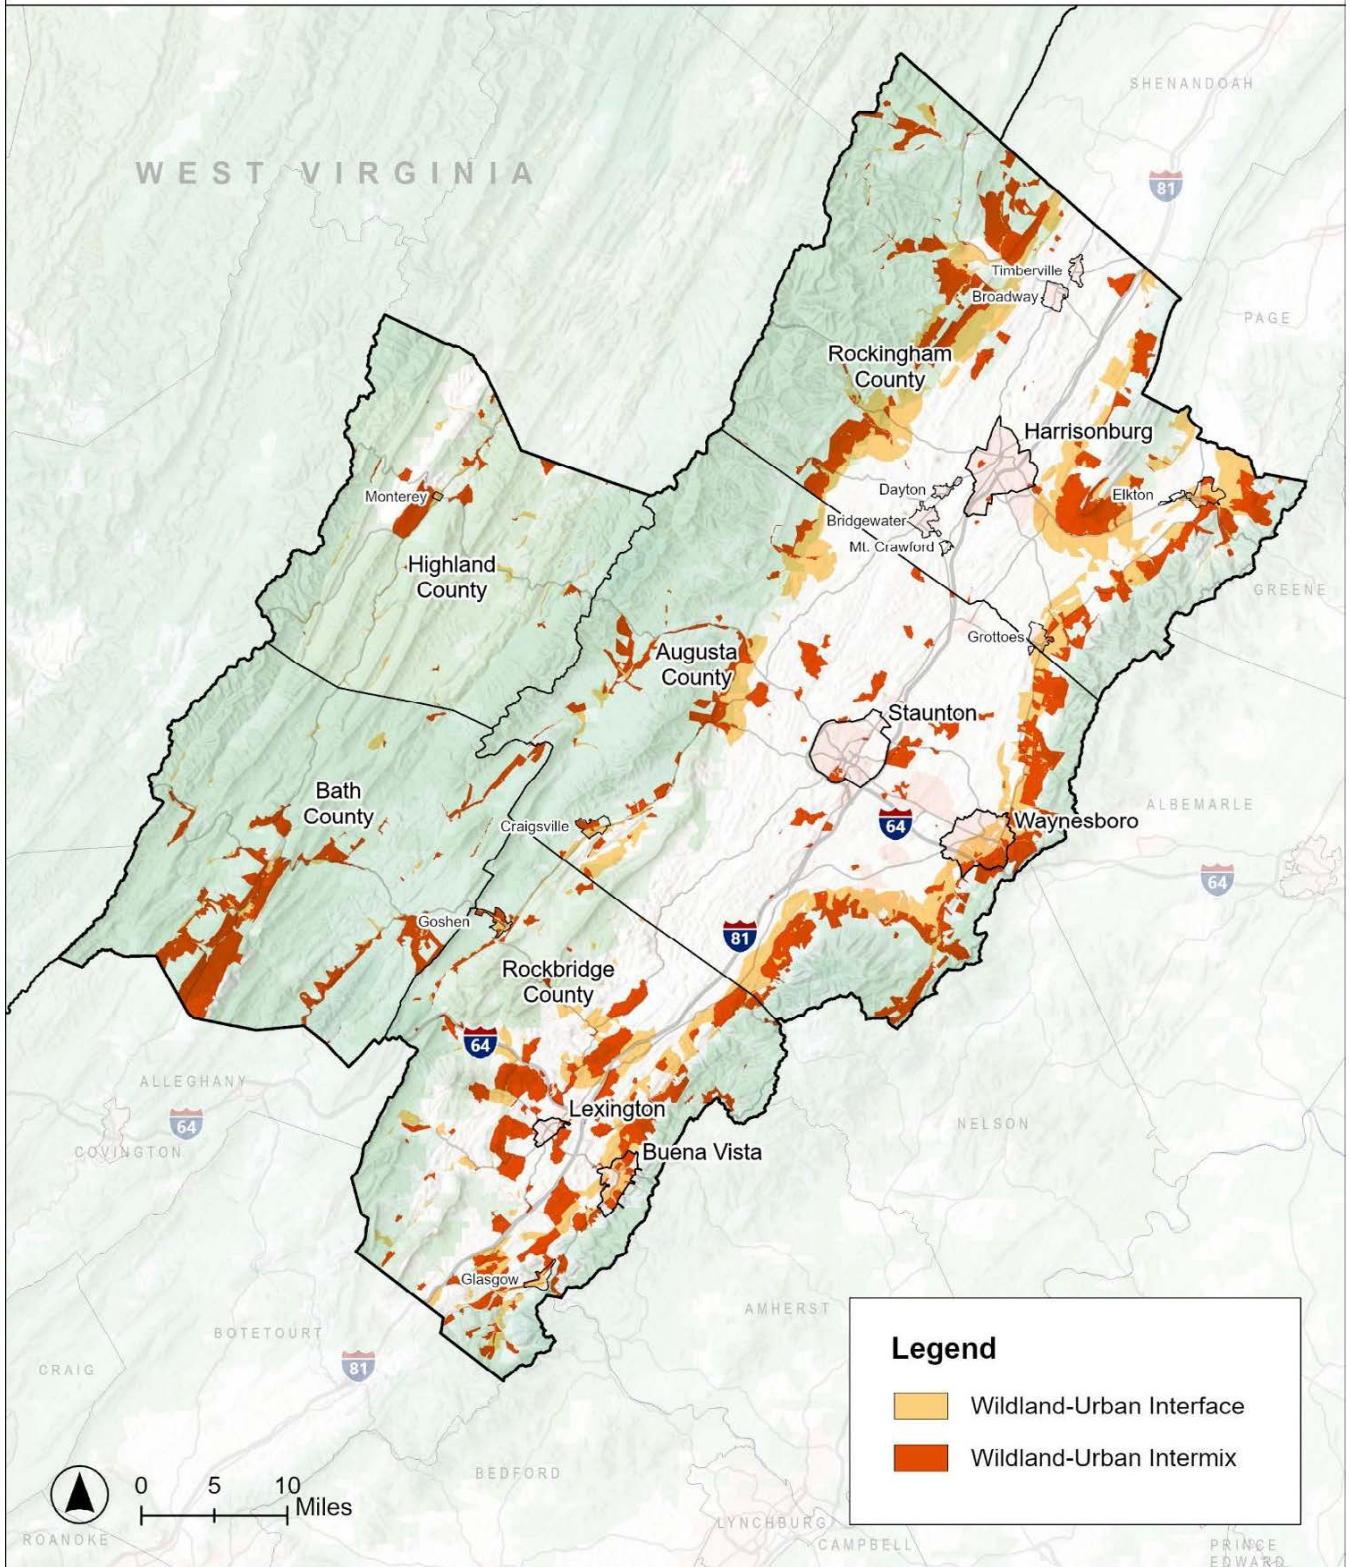 SHENANDOAH
WEST VIRGINIA
81
Timberville
Broadway
PAGE
Rockingham
County
Harrisonburg
Monterey
Dayton
Elkton
Bridgewater
Mt. Crawford
Highland
County
GREENE
Grottoes
Augusta
County
Staunton
Bath
County
ALBEMARLE
Craigsville
64
Waynesboro
64
Goshen
81
Rockbridge
County
64
ALLEGHANY
Lexington
64
NELSON
COVINGTON
Buena Vista
Glasgow
AMHERST
BOTETOURT
Legend
81
CRAIG
Wildland-Urban Interface
Wildland-Urban Intermix
BEDFORD
0 5 10
Miles
LYNCHBURG
ROANOKE
CAMPBELL
PRINCE
EDWARD